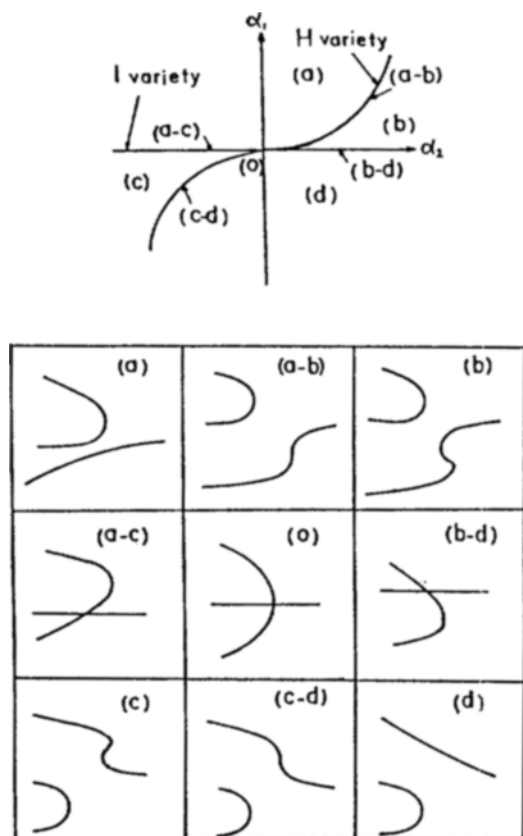 α₁
H variety
(a)
(a-b)
I variety
(b)
(a-c)
(o)
α₂
(c)
(b-d)
(d)
(c-d)
(a)
(a-b)
(b)
(a-c)
(o)
(b-d)
(c)
(c-d)
(d)